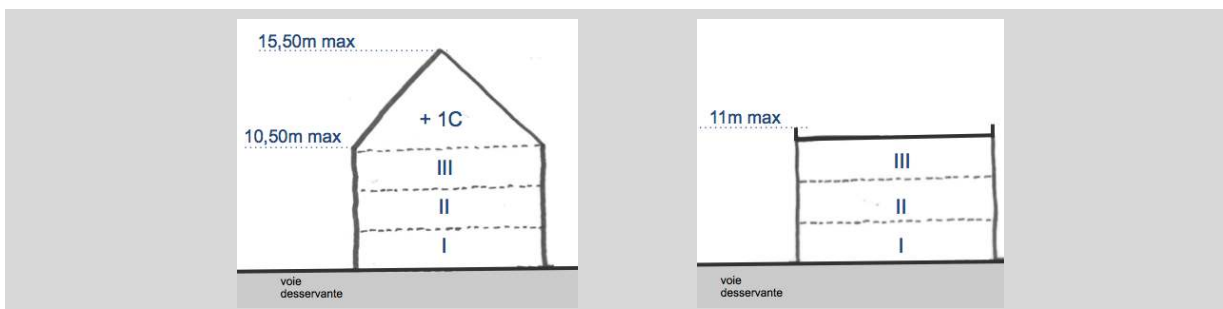 15,50m max
+ 1C
10,50m max
III
II
I
voie
desservante
11m max
III
II
I
voie
desservante